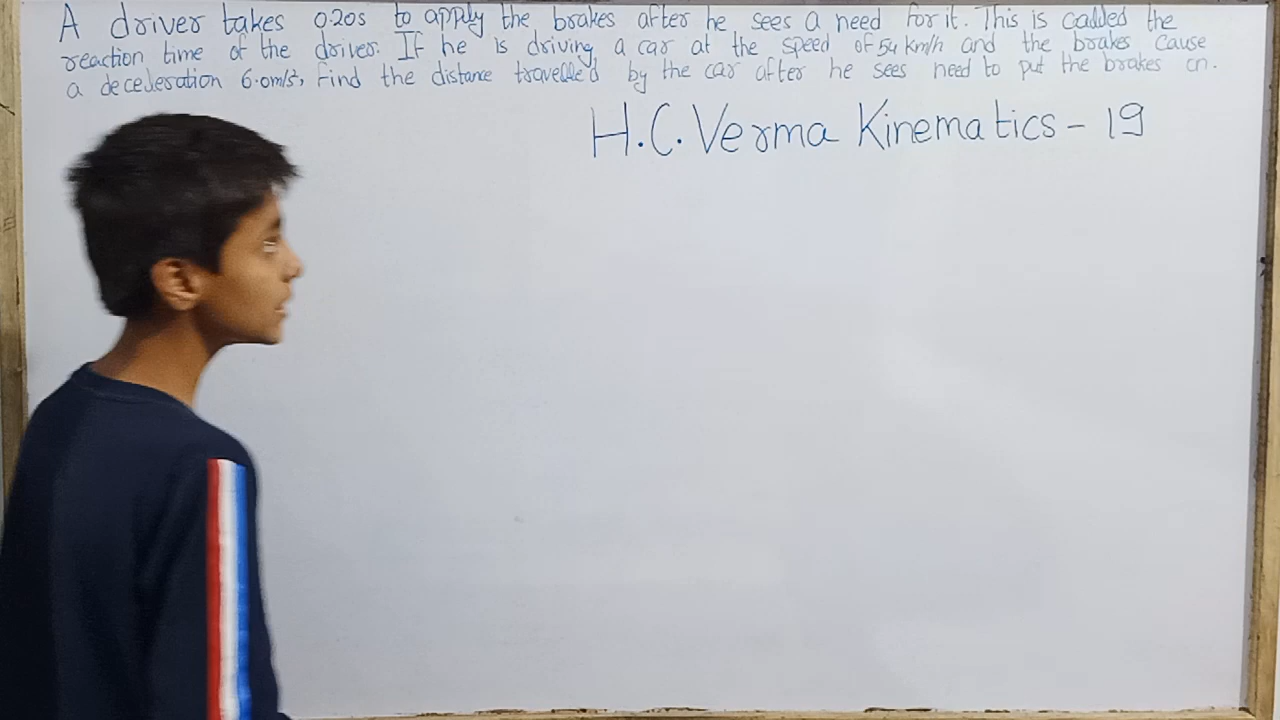 A driver takes 0.20s to apply the brakes after he sees a need for it. This is called the
reaction time of the driver. If he is driving a car at the speed of 54 km/h and the brakes cause
a deceleration 6.0m/s², find the distance travelled by the car after he sees need to put the brakes on.
H.C. Verma Kinematics - 19